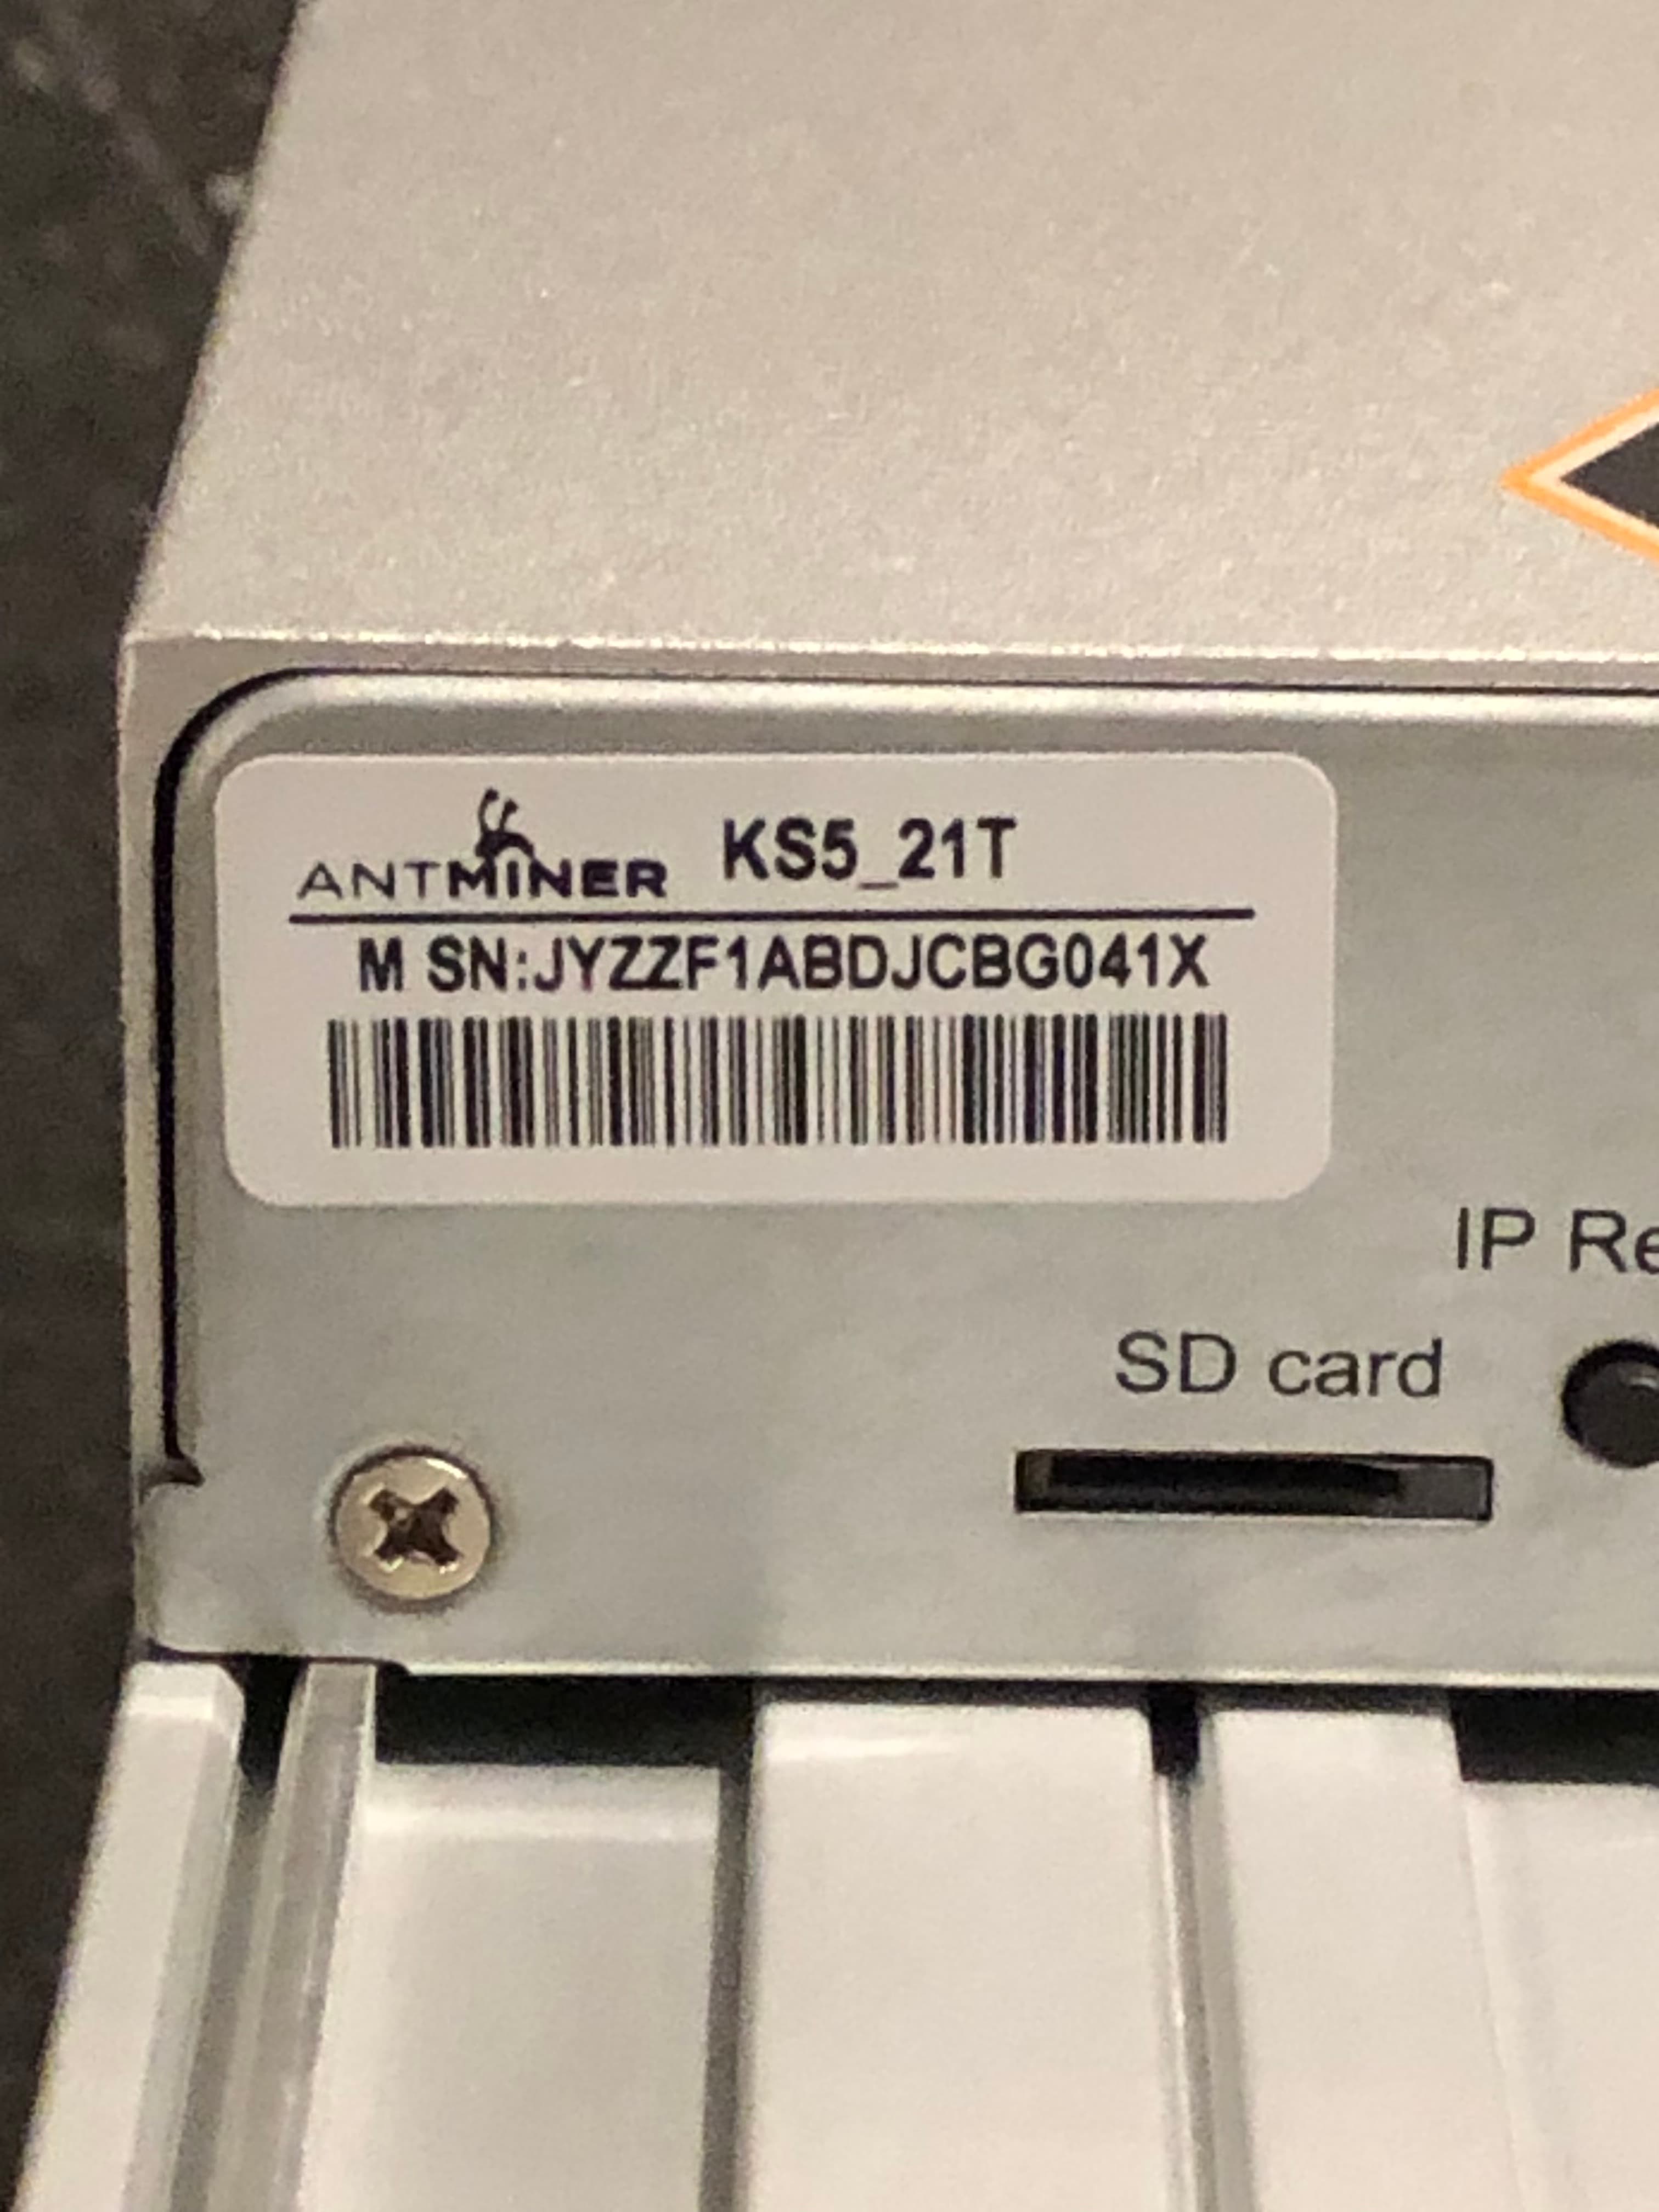 ANTMINER KS5_21T
M SN:JYZZF1ABDJCBG041X
IP Re
SD card